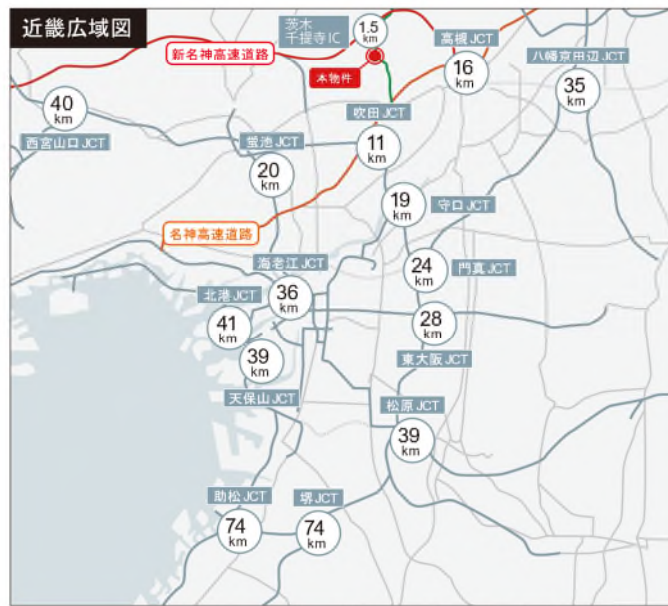 近畿広域図
茨木
千提寺IC
1.5
km
高槻JCT
16
km
八幡京田辺JCT
35
km
新名神高速道路
本物件
40
km
西宮山口JCT
吹田JCT
11
km
蛍池JCT
20
km
19
km
守口JCT
名神高速道路
海老江JCT
36
km
24
km
門真JCT
北港JCT
41
km
28
km
39
km
東大阪JCT
天保山JCT
松原JCT
39
km
助松JCT
74
km
堺JCT
74
km